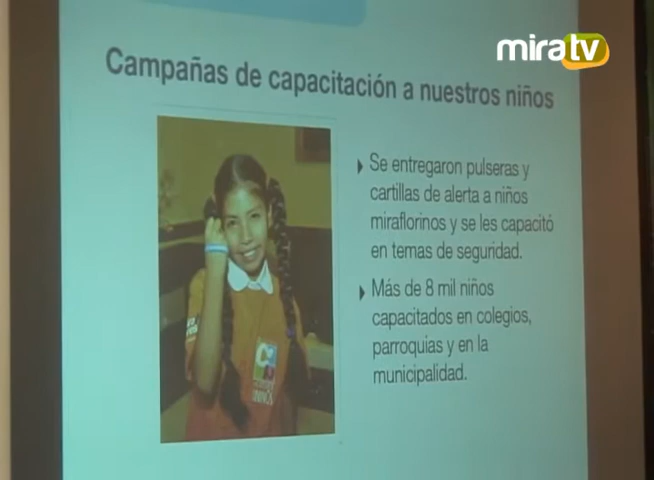 miratv
Campañas de capacitación a nuestros niños
Se entregaron pulseras y
cartillas de alerta a niños
miraflorinos y se les capacitó
en temas de seguridad.
Más de 8 mil niños
capacitados en colegios,
parroquias y en la
municipalidad.